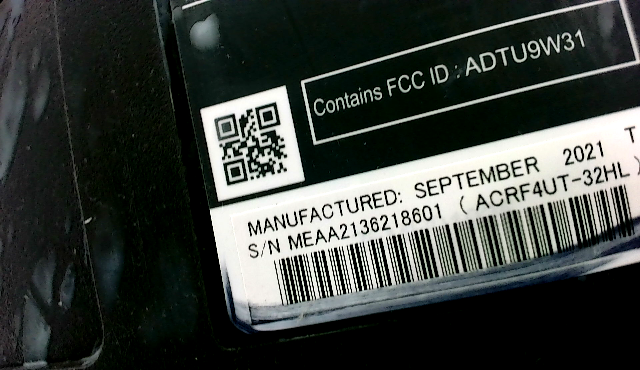 Contains FCC ID : ADTU9W31
MANUFACTURED: SEPTEMBER 2021 T
S/N MEAA2136218601 ( ACRF4UT-32HL )